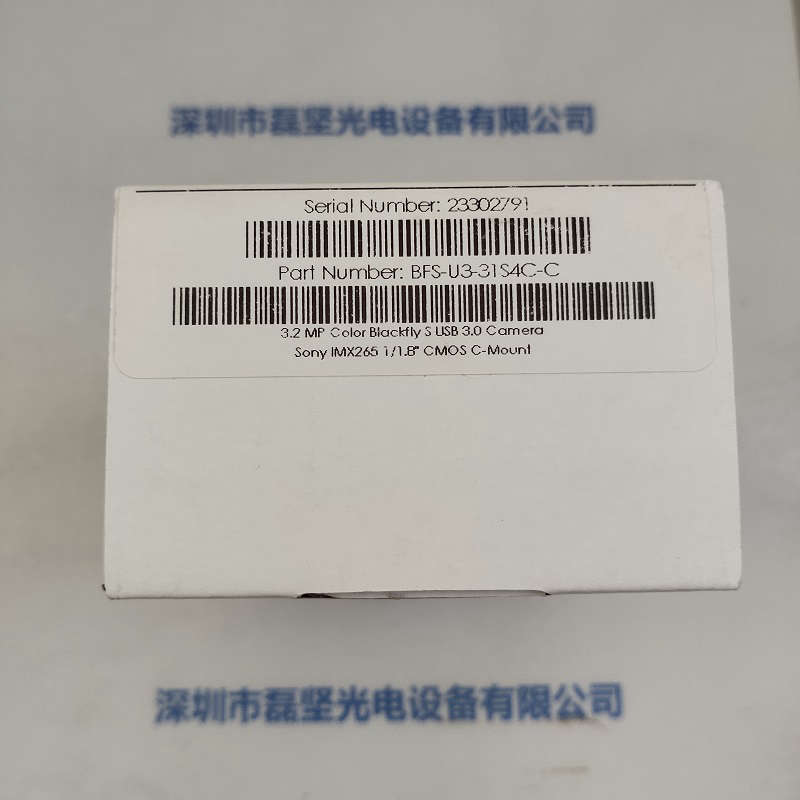 深圳市磊坚光电设备有限公司
Serial Number: 23302791
Part Number: BFS-U3-31S4C-C
3.2 MP Color Blackfly S USB 3.0 Camera
Sony IMX265 1/1.8" CMOS C-Mount
深圳市磊坚光电设备有限公司